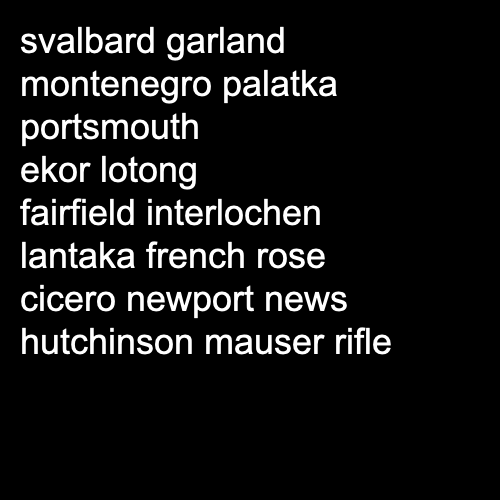 svalbard garland
montenegro palatka
portsmouth
ekor lotong
fairfield interlochen
lantaka french rose
cicero newport news
hutchinson mauser rifle